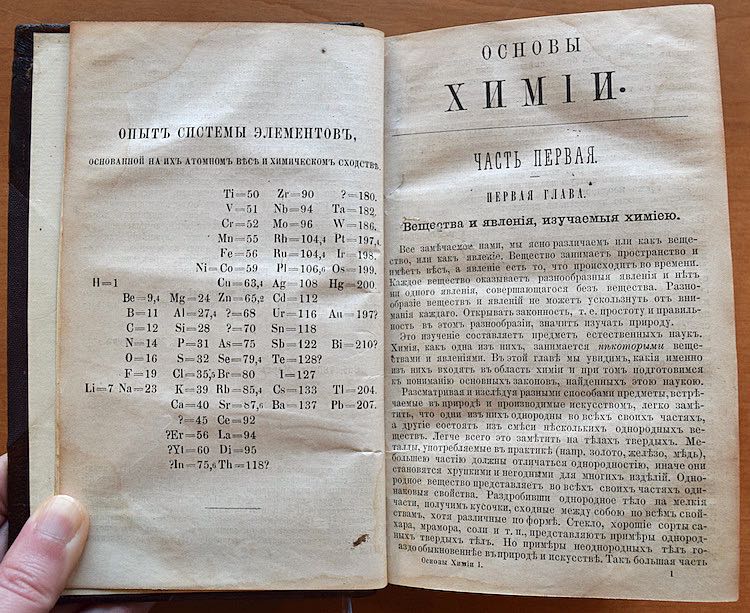 ОПЫТЪ СИСТЕМЫ ЭЛЕМЕНТОВЪ,
ОСНОВАННОЙ НА ИХЪ АТОМНОМЪ ВѢСѢ И ХИМИЧЕСКОМЪ СХОДСТВѢ.
Ti=50 Zr=90 ?=180.
V=51 Nb=94 Ta=182.
Cr=52 Mo=96 W=186.
Mn=55 Rh=104,4 Pt=197,4.
Fe=56 Ru=104,4 Ir=198.
Ni=Co=59 Pl=106,6 Os=199.
H=1 Cu=63,4 Ag=108 Hg=200.
Be=9,4 Mg=24 Zn=65,2 Cd=112
B=11 Al=27,4 ?=68 Ur=116 Au=197?
C=12 Si=28 ?=70 Sn=118
N=14 P=31 As=75 Sb=122 Bi=210?
O=16 S=32 Se=79,4 Te=128?
F=19 Cl=35,5 Br=80 I=127
Li=7 Na=23 K=39 Rb=85,4 Cs=133 Tl=204.
Ca=40 Sr=87,6 Ba=137 Pb=207.
?=45 Ce=92
?Er=56 La=94
?Yt=60 Di=95
?In=75,6 Th=118?
ОСНОВЫ
ХИМІИ.
ЧАСТЬ ПЕРВАЯ.
ПЕРВАЯ ГЛАВА.
Вещества и явленія, изучаемыя химіею.
Все замѣчаемое нами, мы ясно различаемъ или какъ веще-
ство, или какъ явленіе. Вещество занимаетъ пространство и
имѣетъ вѣсъ, а явленіе есть то, что происходитъ во времени.
Каждое вещество оказываетъ разнообразныя явленія и нѣтъ
ни одного явленія, совершающагося безъ вещества. Разно-
образіе веществъ и явленій не можетъ ускользнуть отъ вни-
манія каждаго. Открывать законность, т. е. простоту и правиль-
ность въ этомъ разнообразіи, значитъ изучать природу.
Это изученіе составляетъ предметъ естественныхъ наукъ.
Химія, какъ одна изъ нихъ, занимается нѣкоторыми веще-
ствами и явленіями. Въ этой главѣ мы увидимъ, какія именно
изъ нихъ входятъ въ область химіи и при томъ подготовимся
къ пониманію основныхъ законовъ, найденныхъ этою наукою.
Разсматривая и изслѣдуя разными способами предметы, встрѣ-
чаемые въ природѣ и производимые искусствомъ, легко замѣ-
тить, что одни изъ нихъ однородны во всѣхъ своихъ частяхъ,
а другіе состоятъ изъ смѣси нѣсколькихъ однородныхъ ве-
ществъ. Легче всего это замѣтить на тѣлахъ твердыхъ. Ме-
таллы, употребляемые въ практикѣ (напр. золото, желѣзо, мѣдь),
большею частію должны отличаться однородностію, иначе они
становятся хрупкими и негодными для многихъ издѣлій. Одно-
родное вещество представляетъ во всѣхъ своихъ частяхъ оди-
наковыя свойства. Раздробивши однородное тѣло на мелкія
части, получимъ кусочки, сходные между собою по всѣмъ свой-
ствамъ, хотя различные по формѣ. Стекло, хорошіе сорты са-
хара, мрамора, соли и т. п., представляютъ примѣры однород-
ныхъ твердыхъ тѣлъ. Но примѣры неоднородныхъ тѣлъ го-
аздо обыкновеннѣе въ природѣ и искусствѣ. Такъ большая часть
Основы Химіи I. 1